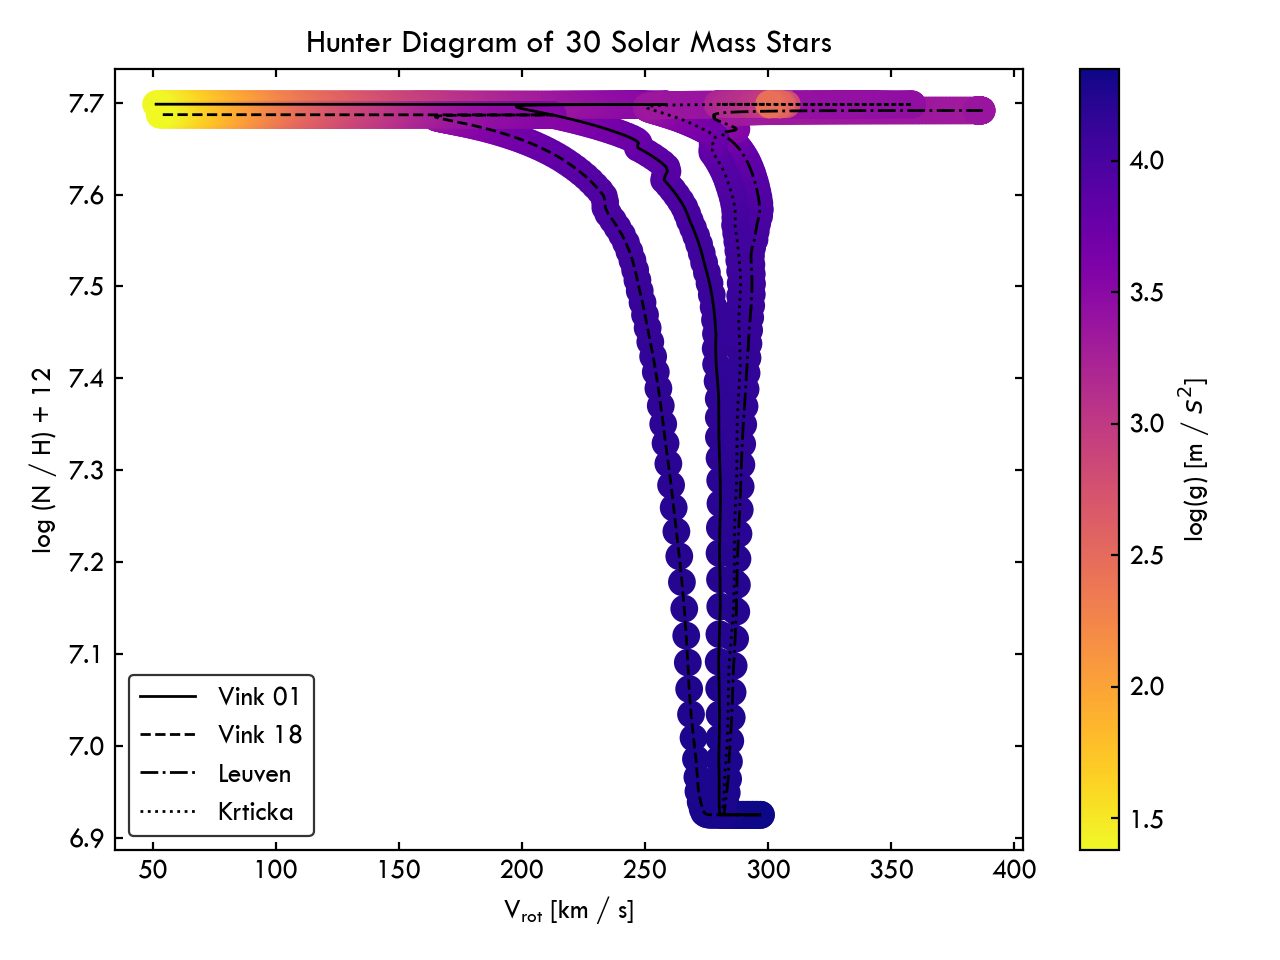 Hunter Diagram of 30 Solar Mass Stars
7.7
7.6
7.5
7.4
7.3
7.2
7.1
7.0
6.9
log (N / H) + 12
Vink 01
Vink 18
Leuven
Krticka
50 100 150 200 250 300 350 400
V_rot [km / s]
4.0
3.5
3.0
2.5
2.0
1.5
log(g) [m / s²]